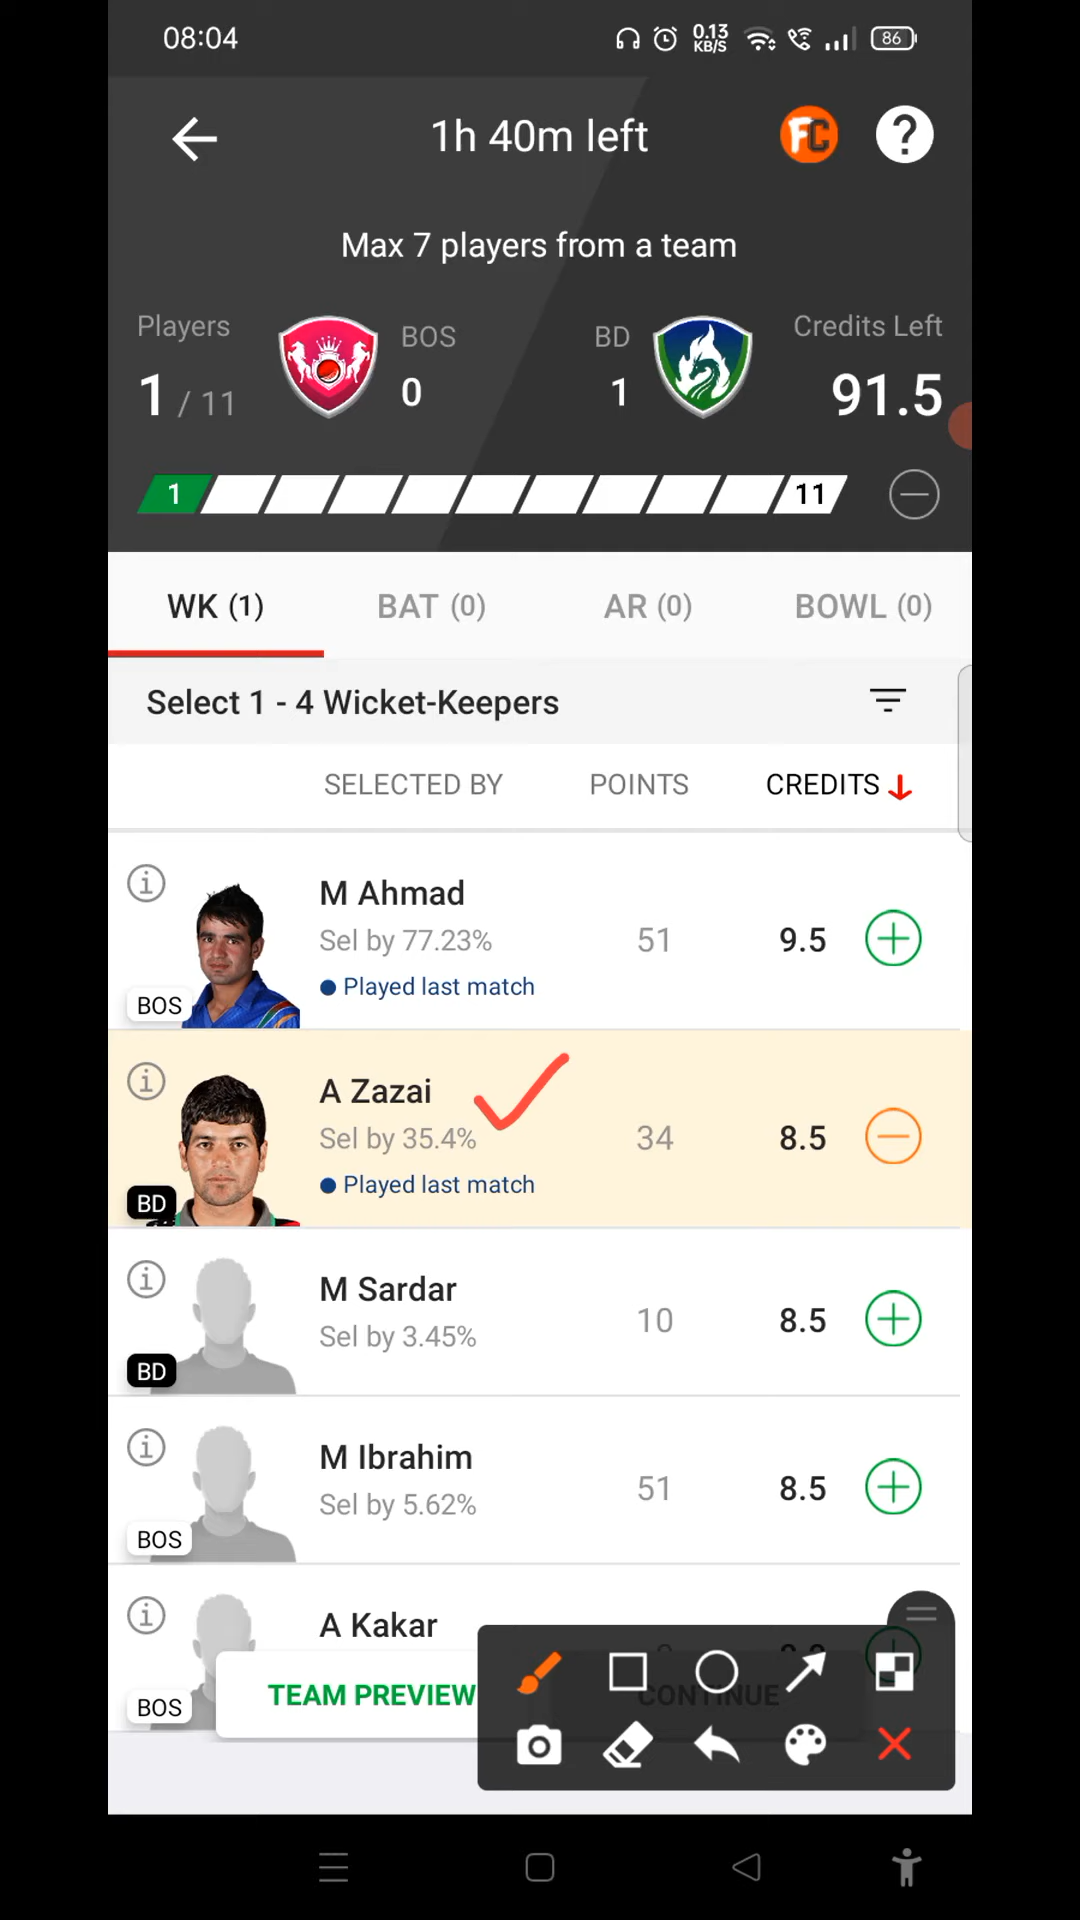 08:04
0.13 KB/S
86
1h 40m left
FC
?
Max 7 players from a team
Players
BOS
BD
Credits Left
1 / 11
0
1
91.5
1
11
WK (1)
BAT (0)
AR (0)
BOWL (0)
Select 1 - 4 Wicket-Keepers
SELECTED BY
POINTS
CREDITS
M Ahmad
Sel by 77.23%
51
9.5
Played last match
BOS
A Zazai
Sel by 35.4%
34
8.5
Played last match
BD
M Sardar
Sel by 3.45%
10
8.5
BD
M Ibrahim
Sel by 5.62%
51
8.5
BOS
A Kakar
BOS
TEAM PREVIEW
CONTINUE